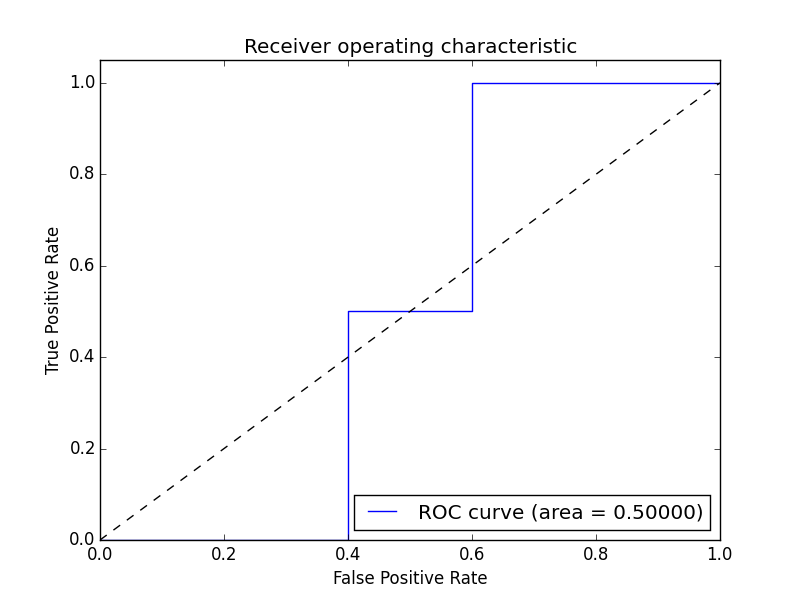 Receiver operating characteristic
1.0
0.8
0.6
0.4
0.2
0.0
True Positive Rate
ROC curve (area = 0.50000)
0.0 0.2 0.4 0.6 0.8 1.0
False Positive Rate